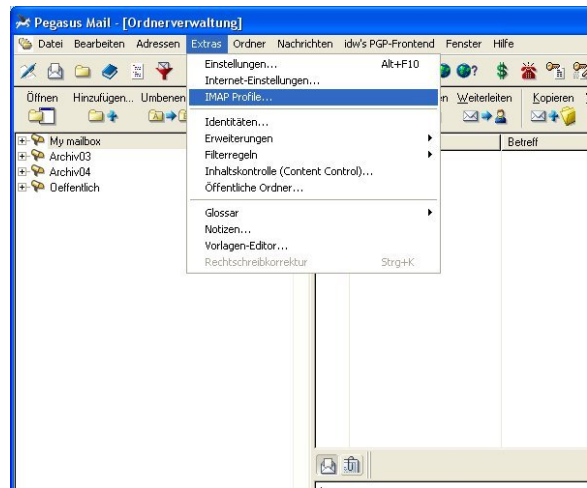 Pegasus Mail - [Ordnerverwaltung]
Datei Bearbeiten Adressen Extras Ordner Nachrichten idw's PGP-Frontend Fenster Hilfe
Öffnen Hinzufügen... Umbenen en Weiterleiten Kopieren
Einstellungen... Alt+F10
Internet-Einstellungen...
IMAP Profile...
Identitäten...
Erweiterungen
Filterregeln
Inhaltskontrolle (Content Control)...
Öffentliche Ordner...
Glossar
Notizen...
Vorlagen-Editor...
Rechtschreibkorrektur Strg+K
My mailbox
Archiv03
Archiv04
Oeffentlich
Betreff